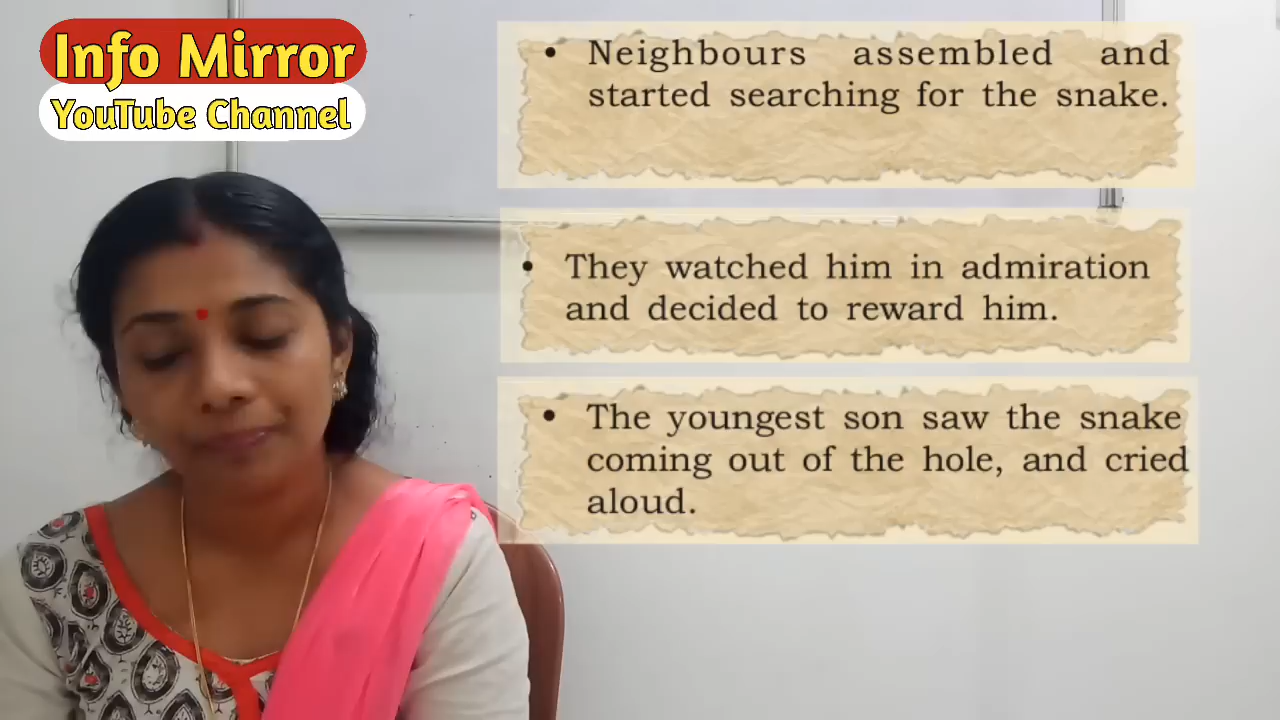 Info Mirror
YouTube Channel
• Neighbours assembled and
started searching for the snake.
• They watched him in admiration
and decided to reward him.
• The youngest son saw the snake
coming out of the hole, and cried
aloud.